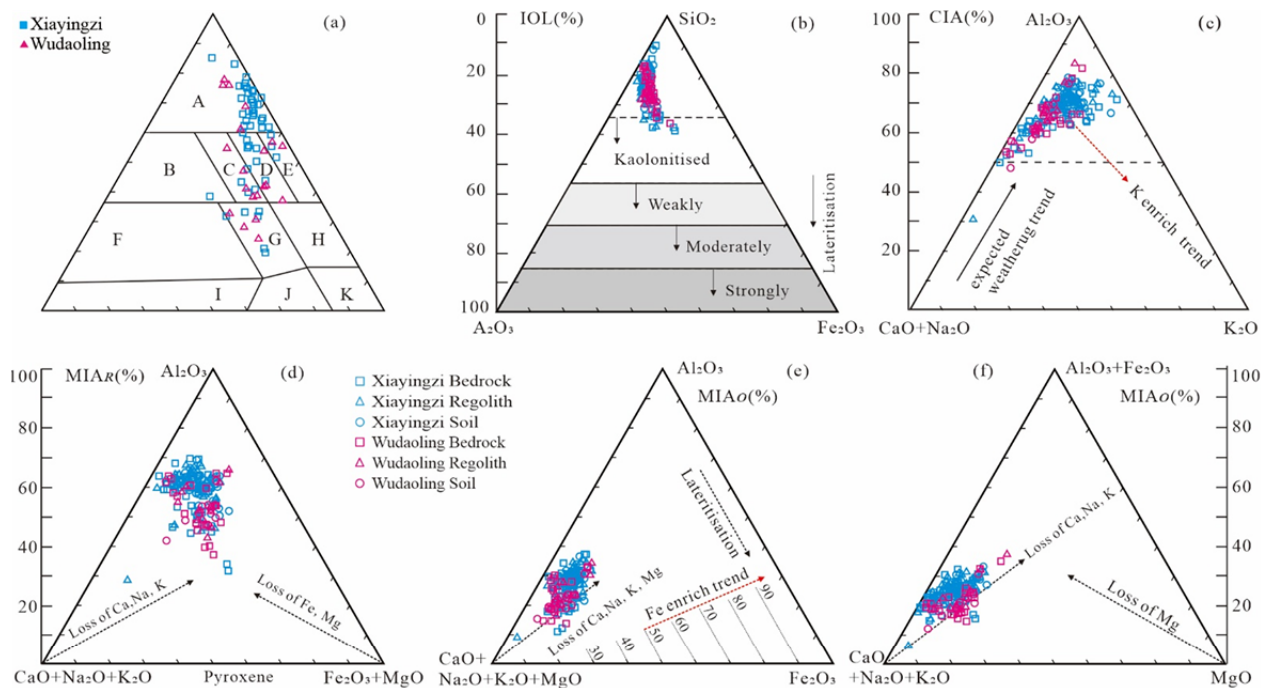 Xiayingzi
Wudaoling
(a)
A
B
C
D
E
F
G
H
I
J
K
IOL(%)
SiO₂
(b)
0
20
40
60
80
100
Kaolonitised
Weakly
Moderately
Strongly
Lateritisation
A₂O₃
Fe₂O₃
CIA(%)
Al₂O₃
(c)
100
80
60
40
20
0
expected
weatherug trend
K enrich trend
CaO+Na₂O
K₂O
MIAR(%)
Al₂O₃
(d)
100
80
60
40
20
0
Loss of Ca,Na, K
Loss of Fe, Mg
CaO+Na₂O+K₂O
Pyroxene
Fe₂O₃+MgO
Xiayingzi Bedrock
Xiayingzi Regolith
Xiayingzi Soil
Wudaoling Bedrock
Wudaoling Regolith
Wudaoling Soil
Al₂O₃
(e)
MIAo(%)
Lateritisation
Fe enrich trend
Loss of Ca,Na, K, Mg
30
40
50
60
70
80
90
CaO+
Na₂O+K₂O+MgO
Fe₂O₃
(f)
Al₂O₃+Fe₂O₃
MIAo(%)
100
80
60
40
20
0
Loss of Ca,Na, K
Loss of Mg
CaO
+Na₂O+K₂O
MgO